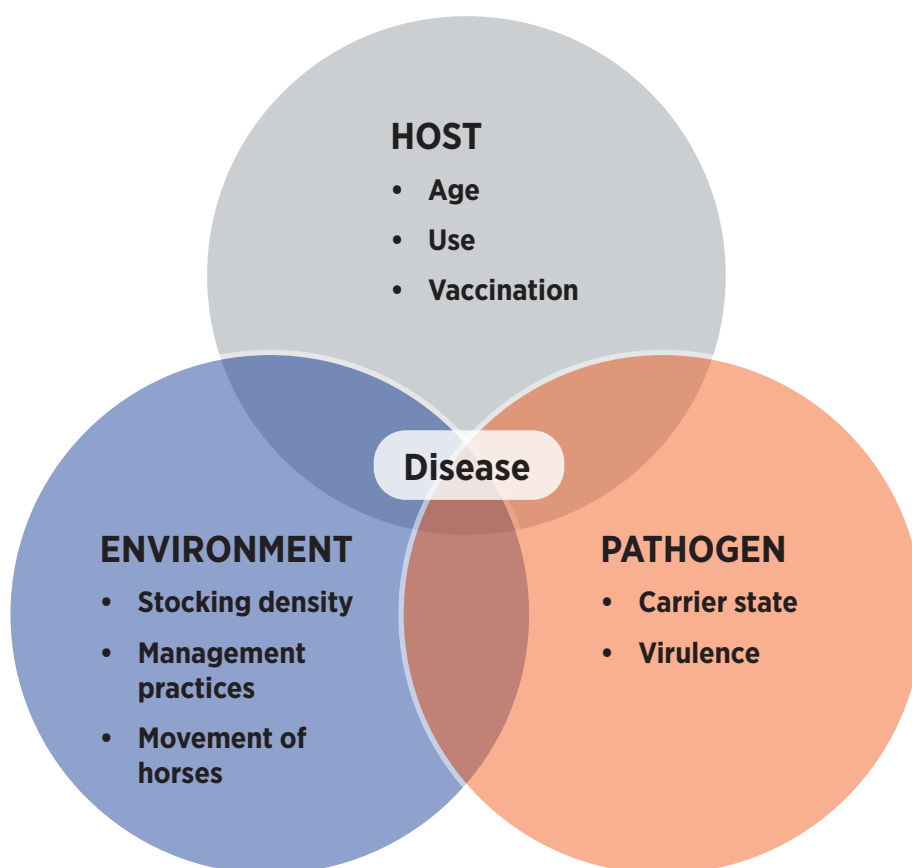 HOST
• Age
• Use
• Vaccination
Disease
ENVIRONMENT
• Stocking density
• Management
practices
• Movement of
horses
PATHOGEN
• Carrier state
• Virulence